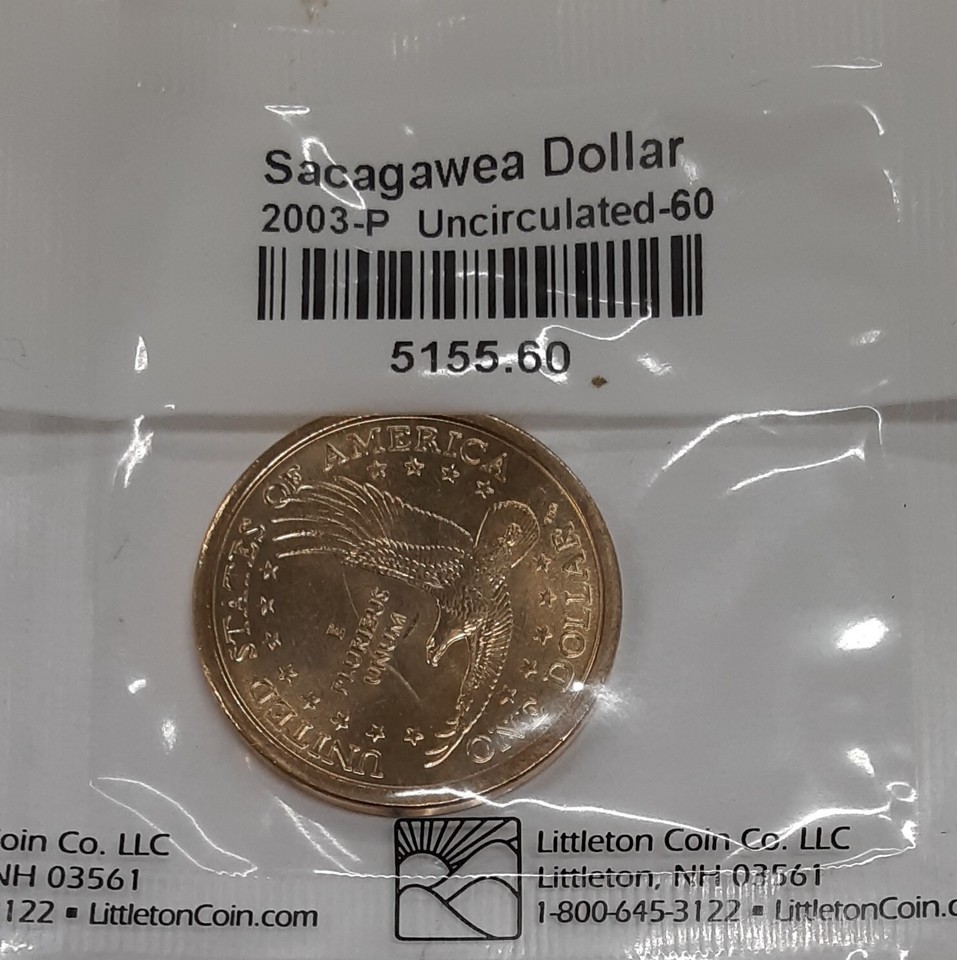 Sacagawea Dollar
2003-P Uncirculated-60
5155.60
UNITED STATES OF AMERICA
E
PLURIBUS
UNUM
ONE DOLLAR
oin Co. LLC
NH 03561
122 ▪ LittletonCoin.com
Littleton Coin Co. LLC
Littleton, NH 03561
1-800-645-3122 ▪ LittletonCoin.c